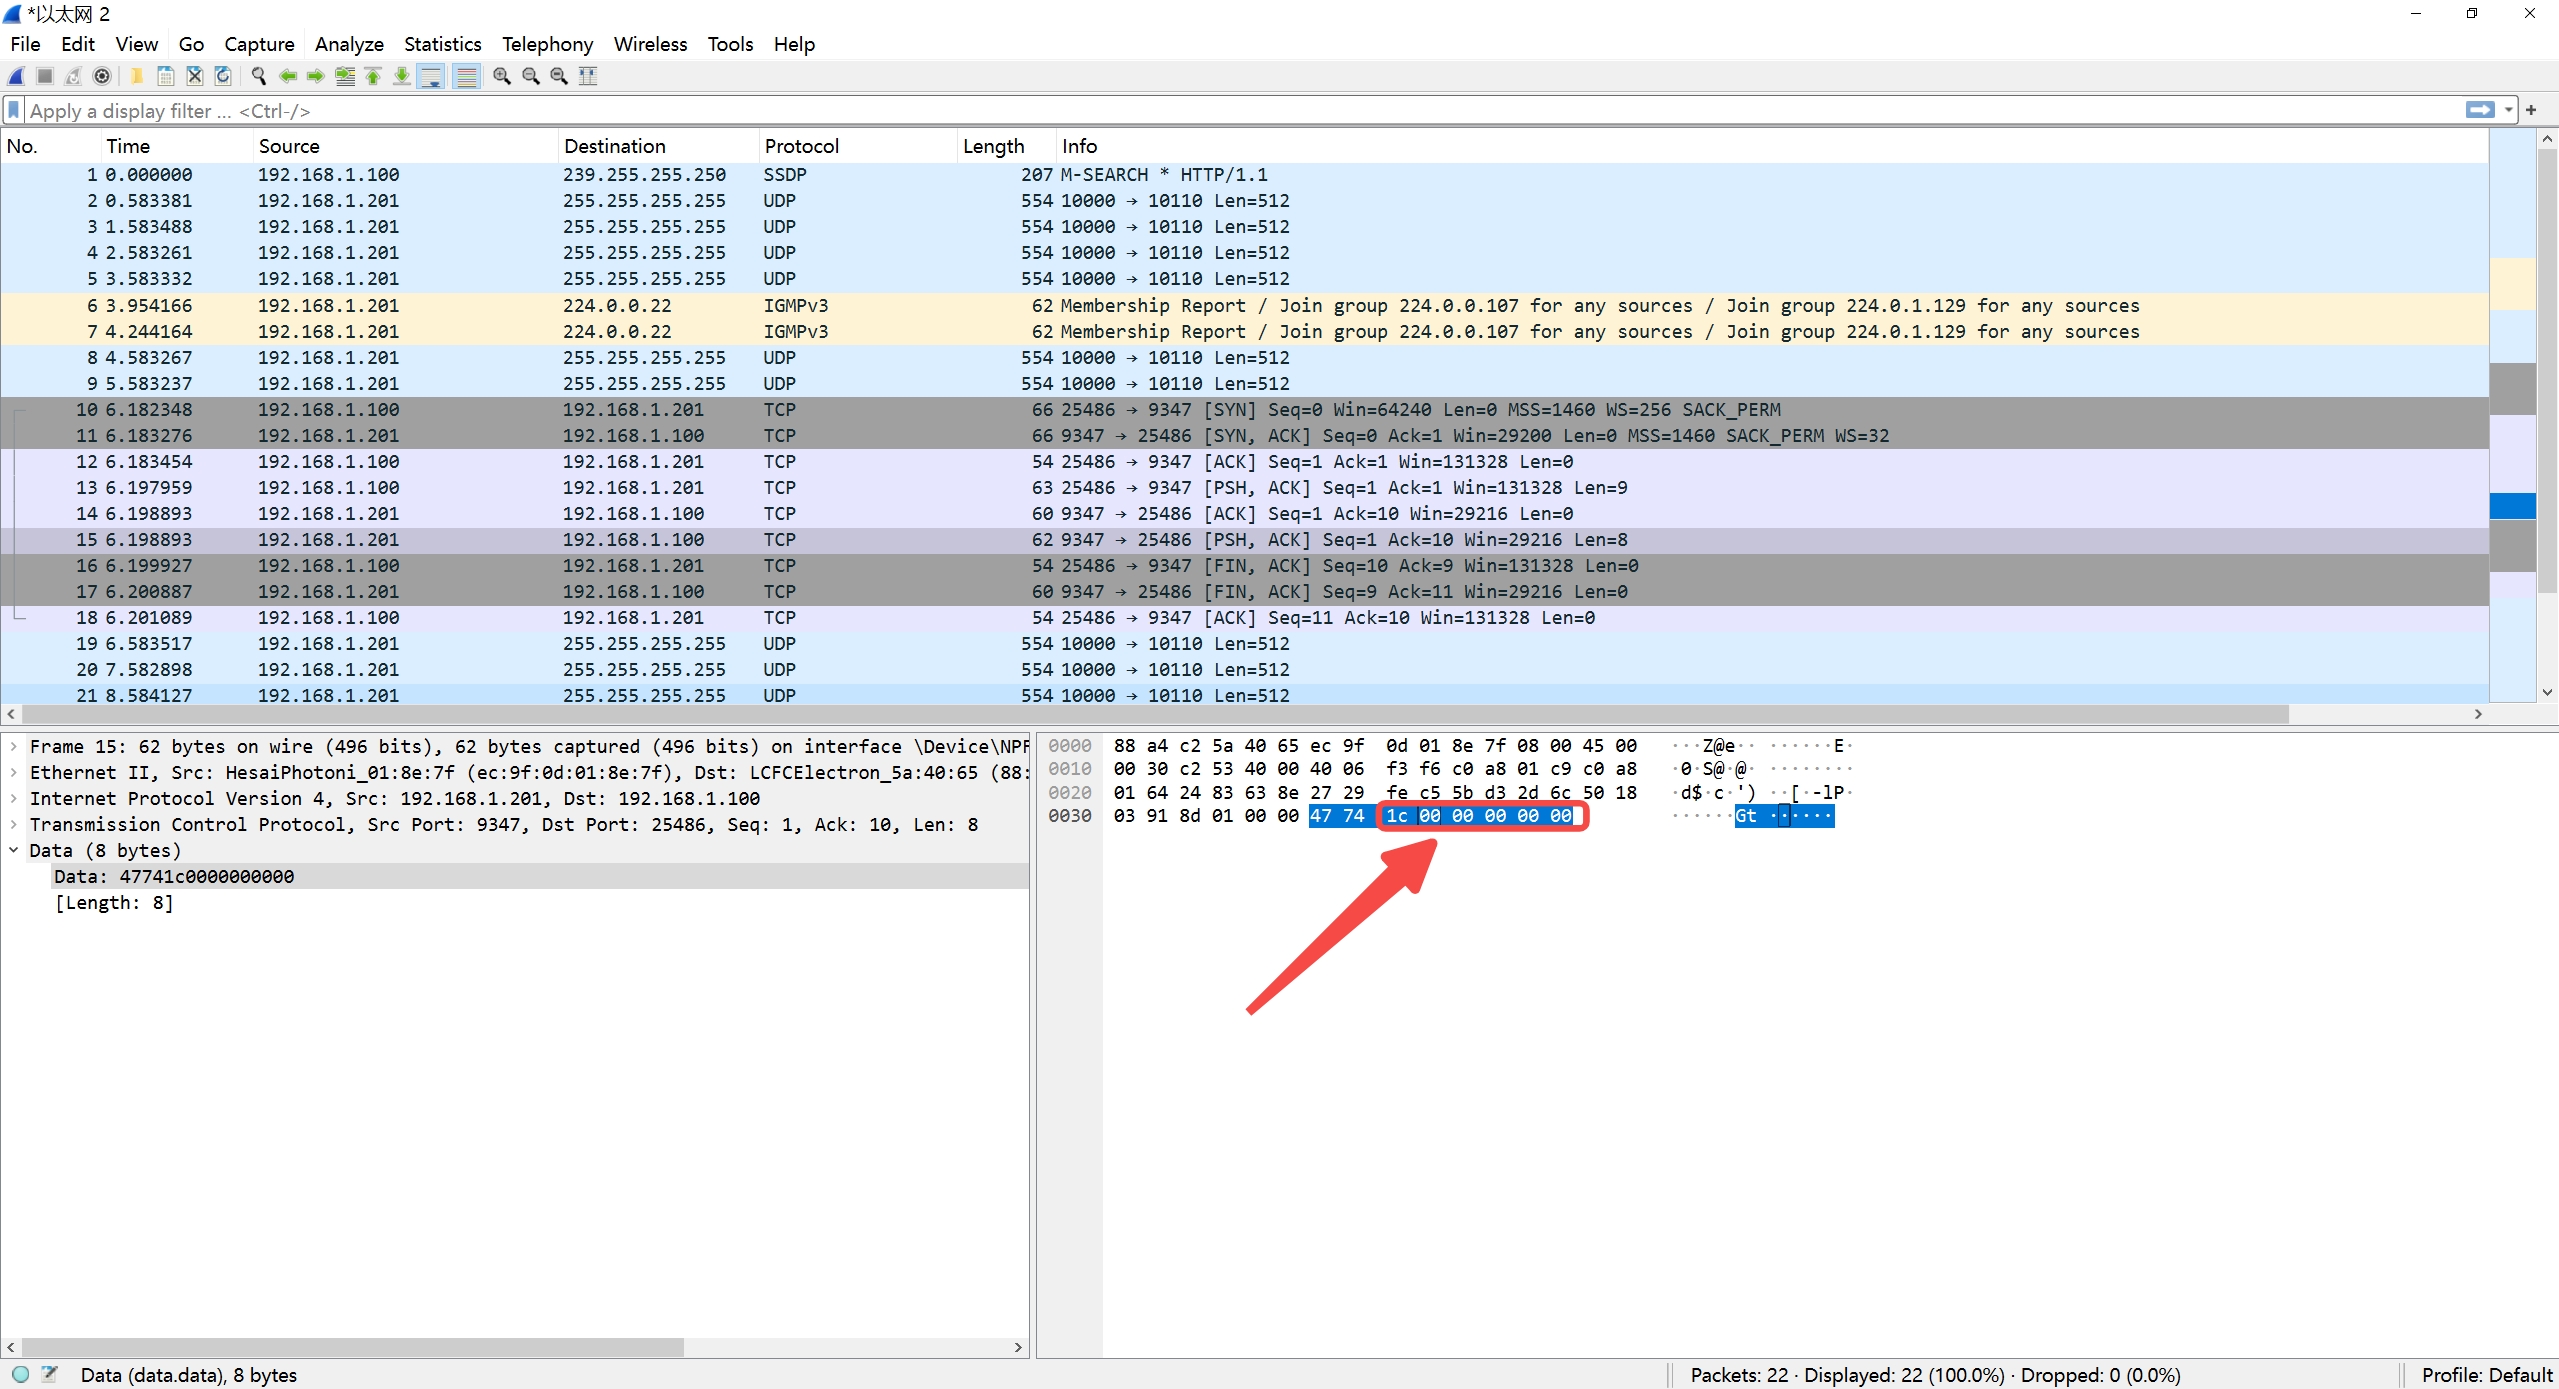 *以太网 2
File Edit View Go Capture Analyze Statistics Telephony Wireless Tools Help
Apply a display filter ... <Ctrl-/>
No. Time Source Destination Protocol Length Info
1 0.000000 192.168.1.100 239.255.255.250 SSDP 207 M-SEARCH * HTTP/1.1
2 0.583381 192.168.1.201 255.255.255.255 UDP 554 10000 → 10110 Len=512
3 1.583488 192.168.1.201 255.255.255.255 UDP 554 10000 → 10110 Len=512
4 2.583261 192.168.1.201 255.255.255.255 UDP 554 10000 → 10110 Len=512
5 3.583332 192.168.1.201 255.255.255.255 UDP 554 10000 → 10110 Len=512
6 3.954166 192.168.1.201 224.0.0.22 IGMPv3 62 Membership Report / Join group 224.0.0.107 for any sources / Join group 224.0.1.129 for any sources
7 4.244164 192.168.1.201 224.0.0.22 IGMPv3 62 Membership Report / Join group 224.0.0.107 for any sources / Join group 224.0.1.129 for any sources
8 4.583267 192.168.1.201 255.255.255.255 UDP 554 10000 → 10110 Len=512
9 5.583237 192.168.1.201 255.255.255.255 UDP 554 10000 → 10110 Len=512
10 6.182348 192.168.1.100 192.168.1.201 TCP 66 25486 → 9347 [SYN] Seq=0 Win=64240 Len=0 MSS=1460 WS=256 SACK_PERM
11 6.183276 192.168.1.201 192.168.1.100 TCP 66 9347 → 25486 [SYN, ACK] Seq=0 Ack=1 Win=29200 Len=0 MSS=1460 SACK_PERM WS=32
12 6.183454 192.168.1.100 192.168.1.201 TCP 54 25486 → 9347 [ACK] Seq=1 Ack=1 Win=131328 Len=0
13 6.197959 192.168.1.100 192.168.1.201 TCP 63 25486 → 9347 [PSH, ACK] Seq=1 Ack=1 Win=131328 Len=9
14 6.198893 192.168.1.201 192.168.1.100 TCP 60 9347 → 25486 [ACK] Seq=1 Ack=10 Win=29216 Len=0
15 6.198893 192.168.1.201 192.168.1.100 TCP 62 9347 → 25486 [PSH, ACK] Seq=1 Ack=10 Win=29216 Len=8
16 6.199927 192.168.1.100 192.168.1.201 TCP 54 25486 → 9347 [FIN, ACK] Seq=10 Ack=9 Win=131328 Len=0
17 6.200887 192.168.1.201 192.168.1.100 TCP 60 9347 → 25486 [FIN, ACK] Seq=9 Ack=11 Win=29216 Len=0
18 6.201089 192.168.1.100 192.168.1.201 TCP 54 25486 → 9347 [ACK] Seq=11 Ack=10 Win=131328 Len=0
19 6.583517 192.168.1.201 255.255.255.255 UDP 554 10000 → 10110 Len=512
20 7.582898 192.168.1.201 255.255.255.255 UDP 554 10000 → 10110 Len=512
21 8.584127 192.168.1.201 255.255.255.255 UDP 554 10000 → 10110 Len=512
Frame 15: 62 bytes on wire (496 bits), 62 bytes captured (496 bits) on interface \Device\NPF
Ethernet II, Src: HesaiPhotoni_01:8e:7f (ec:9f:0d:01:8e:7f), Dst: LCFCElectron_5a:40:65 (88:
Internet Protocol Version 4, Src: 192.168.1.201, Dst: 192.168.1.100
Transmission Control Protocol, Src Port: 9347, Dst Port: 25486, Seq: 1, Ack: 10, Len: 8
Data (8 bytes)
Data: 47741c0000000000
[Length: 8]
0000 88 a4 c2 5a 40 65 ec 9f 0d 01 8e 7f 08 00 45 00 ···Z@e·· ······E·
0010 00 30 c2 53 40 00 40 06 f3 f6 c0 a8 01 c9 c0 a8 ·0·S@·@· ········
0020 01 64 24 83 63 8e 27 29 fe c5 5b d3 2d 6c 50 18 ·d$·c·') ··[·-lP·
0030 03 91 8d 01 00 00 47 74 1c 00 00 00 00 00 ······Gt ······
Data (data.data), 8 bytes
Packets: 22 · Displayed: 22 (100.0%) · Dropped: 0 (0.0%)
Profile: Default